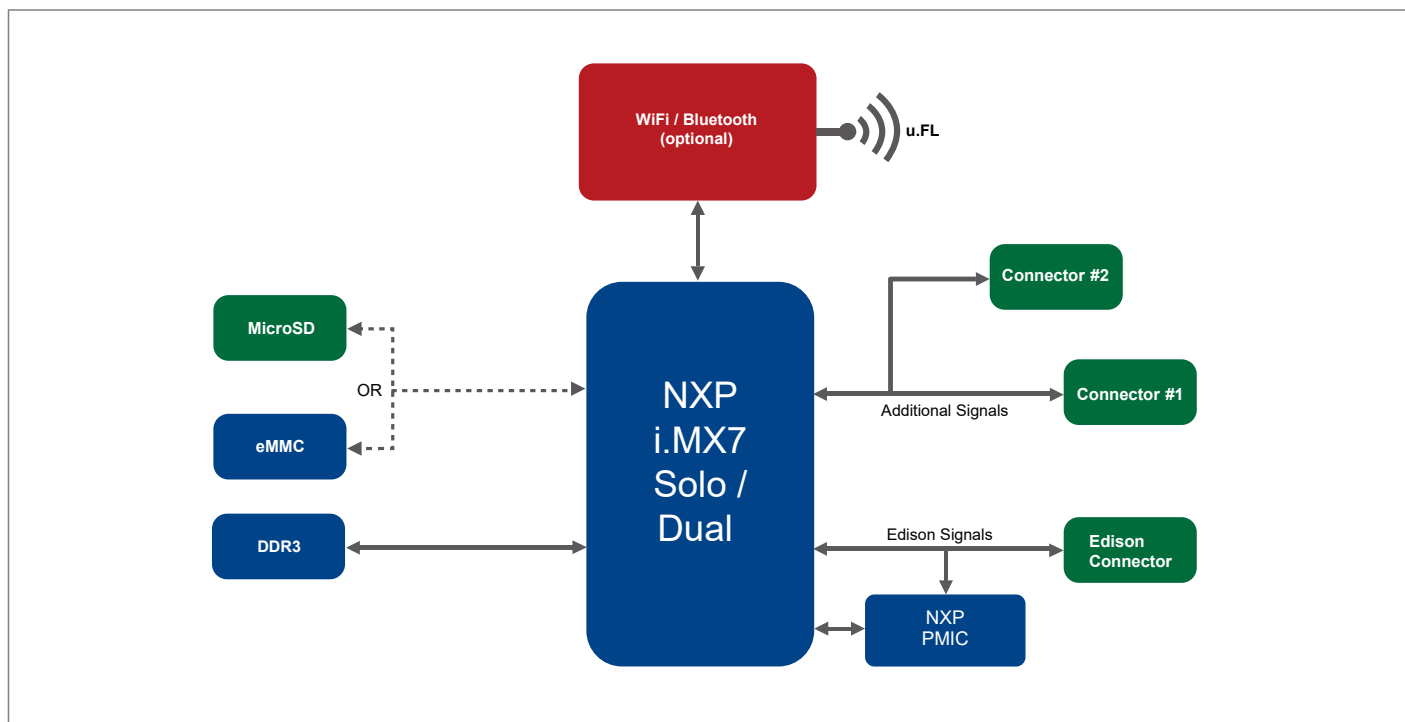 WiFi / Bluetooth
(optional)
u.FL
Connector #2
MicroSD
OR
eMMC
DDR3
NXP
i.MX7
Solo /
Dual
Connector #1
Additional Signals
Edison Signals
Edison
Connector
NXP
PMIC